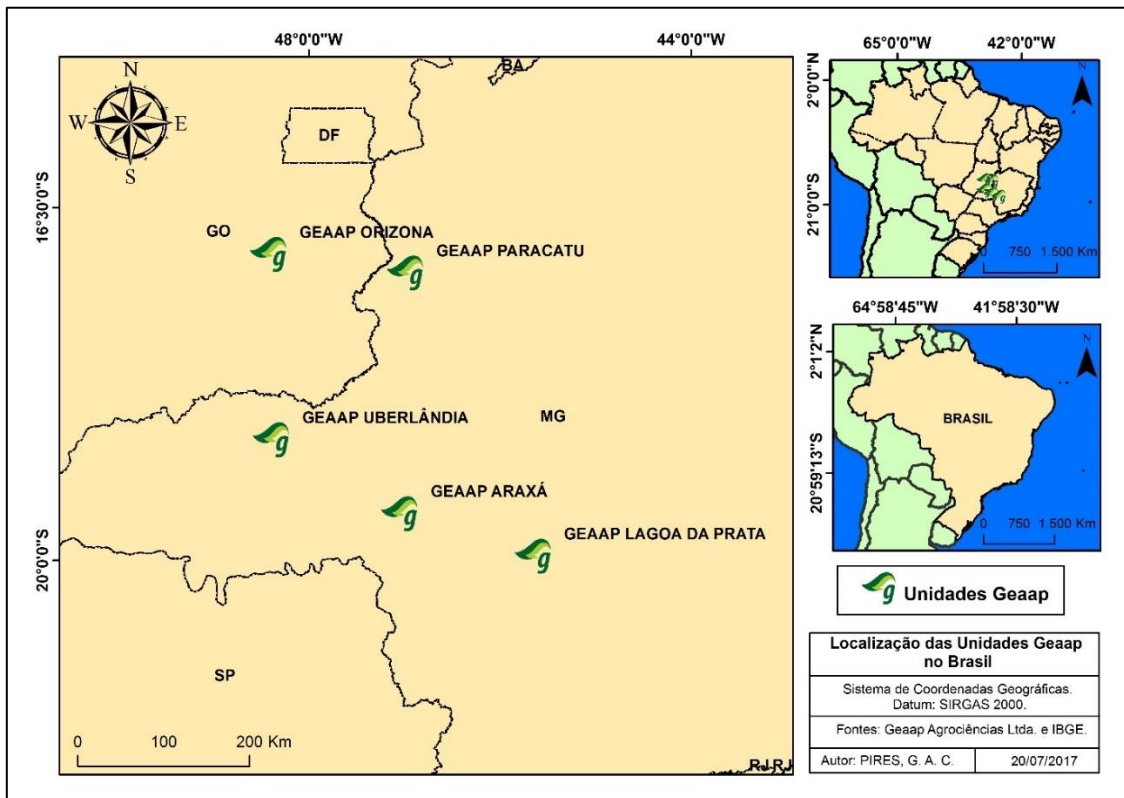 48°0'0"W
44°0'0"W
16°30'0"S
20°0'0"S
N
W
E
S
BA
DF
GO
GEAAP ORIZONA
GEAAP PARACATU
GEAAP UBERLÂNDIA
MG
GEAAP ARAXÁ
GEAAP LAGOA DA PRATA
SP
0 100 200 Km
RJ RJ
65°0'0"W
42°0'0"W
2°0'0"N
21°0'0"S
N
0 750 1.500 Km
64°58'45"W
41°58'30"W
2°1'2"N
20°59'13"S
N
BRASIL
0 750 1.500 Km
g Unidades Geaap
Localização das Unidades Geaap
no Brasil
Sistema de Coordenadas Geográficas.
Datum: SIRGAS 2000.
Fontes: Geaap Agrociências Ltda. e IBGE.
Autor: PIRES, G. A. C.
20/07/2017